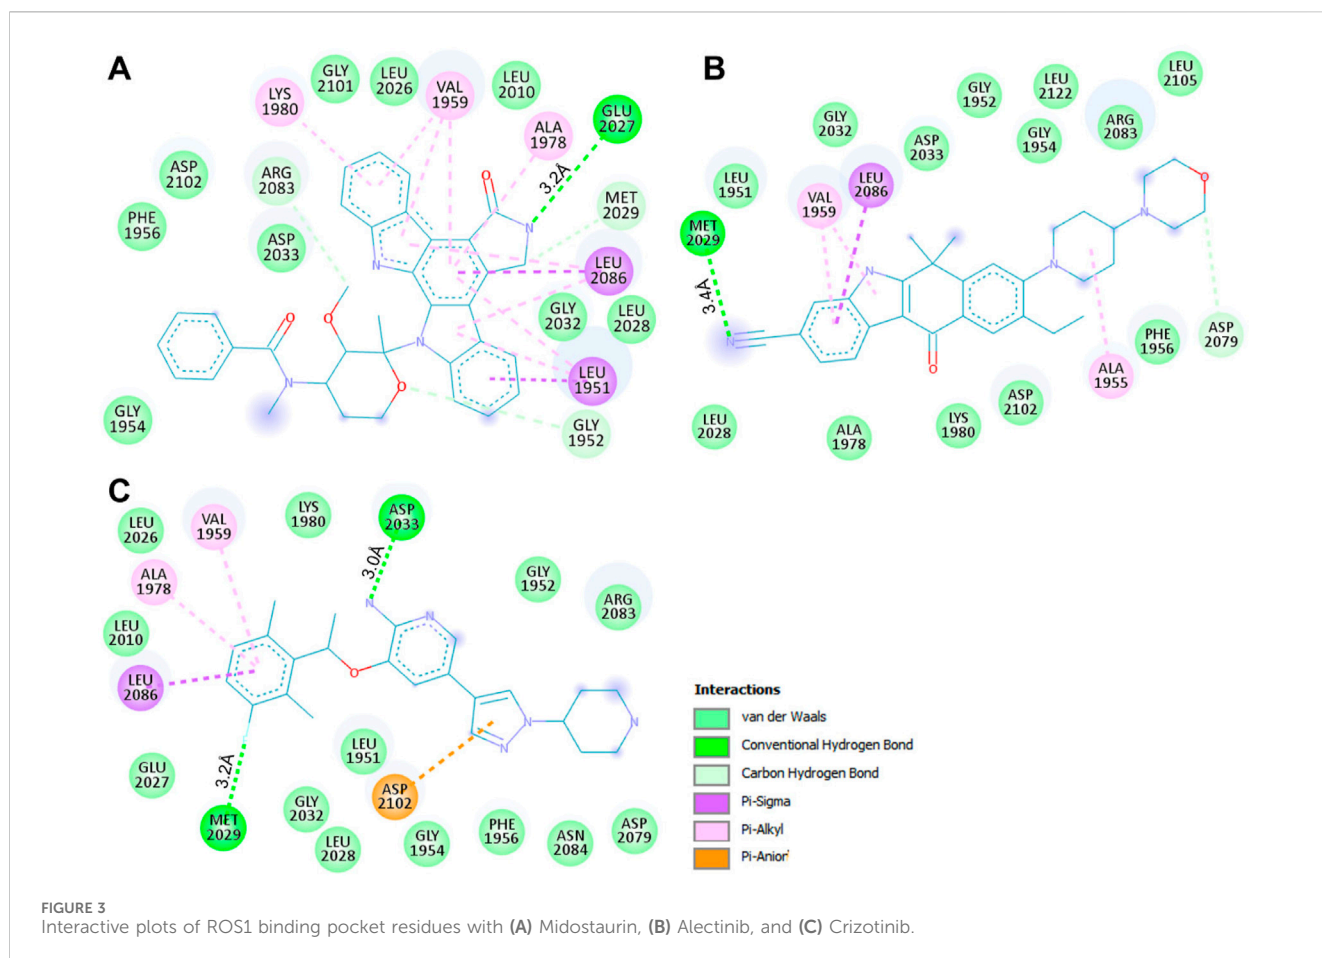 A
LYS
1980
GLY
2101
LEU
2026
VAL
1959
LEU
2010
ALA
1978
GLU
2027
3.2Å
ASP
2102
ARG
2083
MET
2029
PHE
1956
ASP
2033
LEU
2086
GLY
2032
LEU
2028
LEU
1951
GLY
1954
GLY
1952
O
N
N
N
O
O
N
O
B
LEU
2105
LEU
2122
GLY
1952
GLY
2032
ASP
2033
GLY
1954
ARG
2083
LEU
1951
VAL
1959
LEU
2086
MET
2029
3.4Å
PHE
1956
ASP
2079
ALA
1955
ASP
2102
LYS
1980
ALA
1978
LEU
2028
O
N
N
N
N
O
C
LEU
2026
VAL
1959
LYS
1980
ASP
2033
3.0Å
ALA
1978
GLY
1952
ARG
2083
LEU
2010
LEU
2086
LEU
1951
GLU
2027
3.2Å
MET
2029
GLY
2032
LEU
2028
ASP
2102
GLY
1954
PHE
1956
ASN
2084
ASP
2079
N
N
O
N
N
N
Interactions
van der Waals
Conventional Hydrogen Bond
Carbon Hydrogen Bond
Pi-Sigma
Pi-Alkyl
Pi-Anion
FIGURE 3
Interactive plots of ROS1 binding pocket residues with (A) Midostaurin, (B) Alectinib, and (C) Crizotinib.